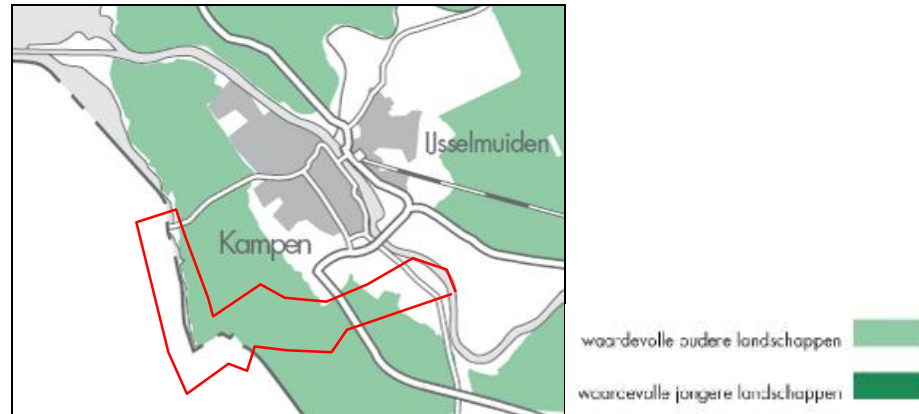 IJsselmuiden
Kampen
waardevolle oudere landschappen
waardevolle jongere landschappen